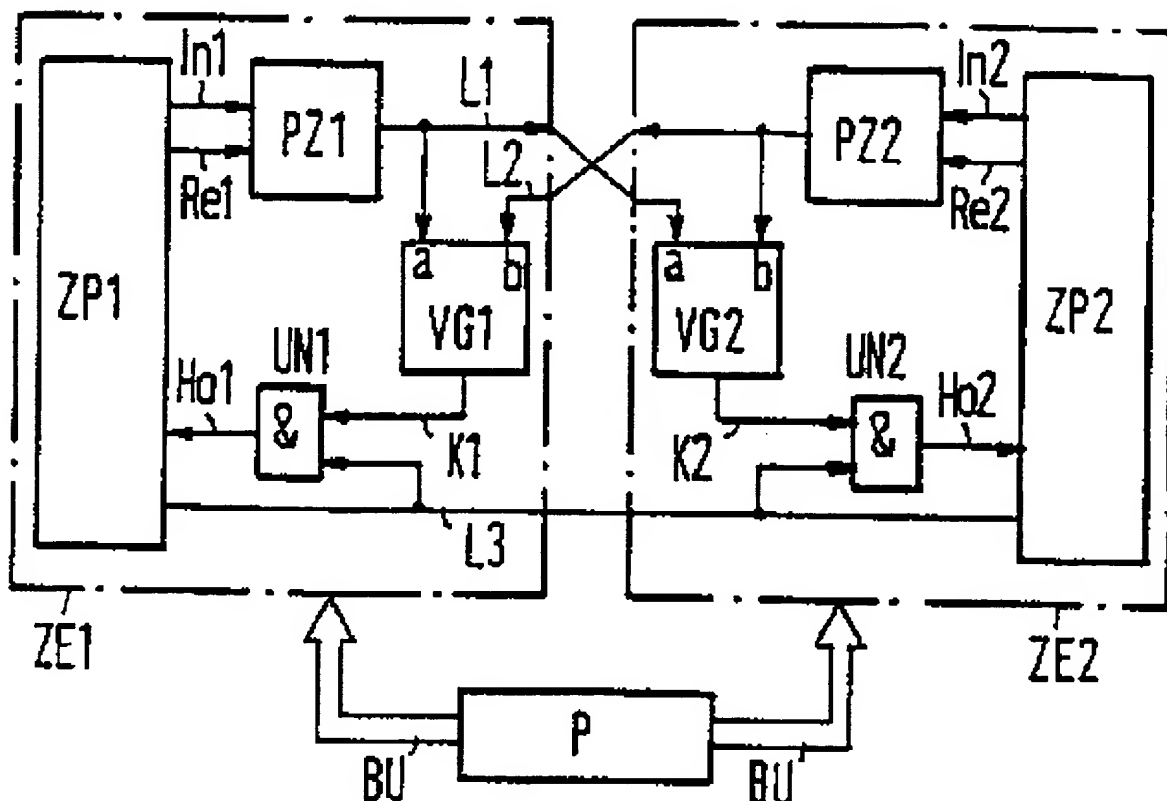 In1
L1
In2
PZ1
PZ2
L2
Re1
Re2
a
b
a
b
ZP1
ZP2
VG1
VG2
UN1
UN2
Ho1
Ho2
&
&
K1
K2
L3
ZE1
ZE2
P
BU
BU